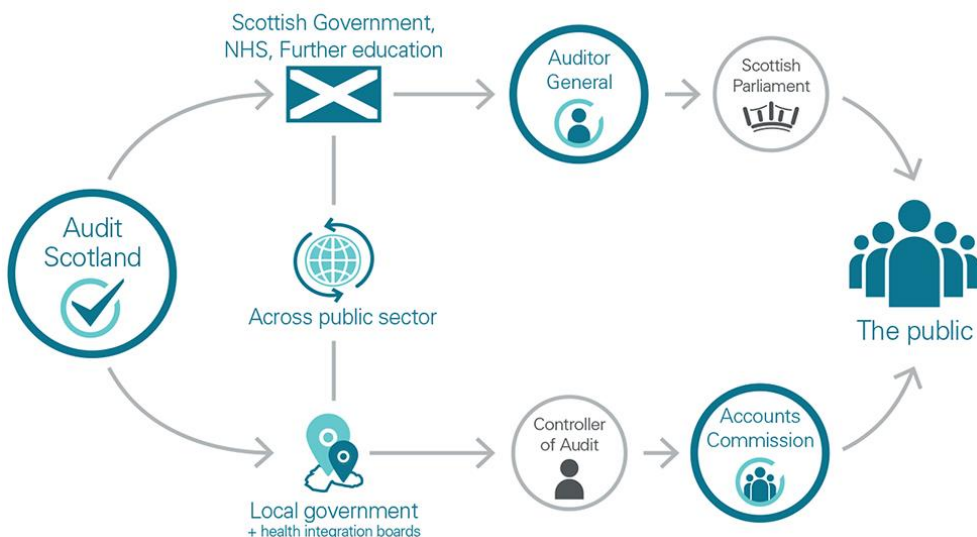 Scottish Government,
NHS, Further education
Auditor
General
Scottish
Parliament
Audit
Scotland
Across public sector
The public
Local government
+ health integration boards
Controller
of Audit
Accounts
Commission